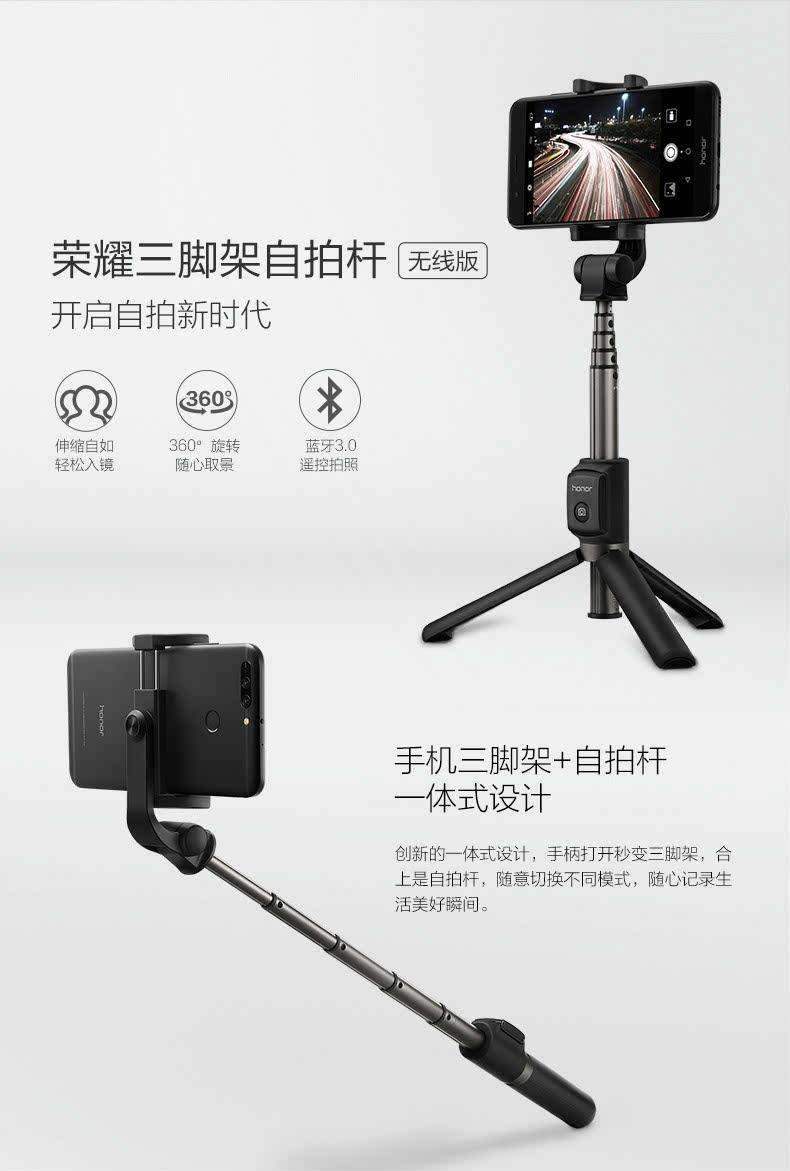 honor
荣耀三脚架自拍杆 无线版
开启自拍新时代
360°
伸缩自如
轻松入镜
360° 旋转
随心取景
蓝牙3.0
遥控拍照
honor
honor
手机三脚架+自拍杆
一体式设计
创新的一体式设计，手柄打开秒变三脚架，合
上是自拍杆，随意切换不同模式，随心记录生
活美好瞬间。